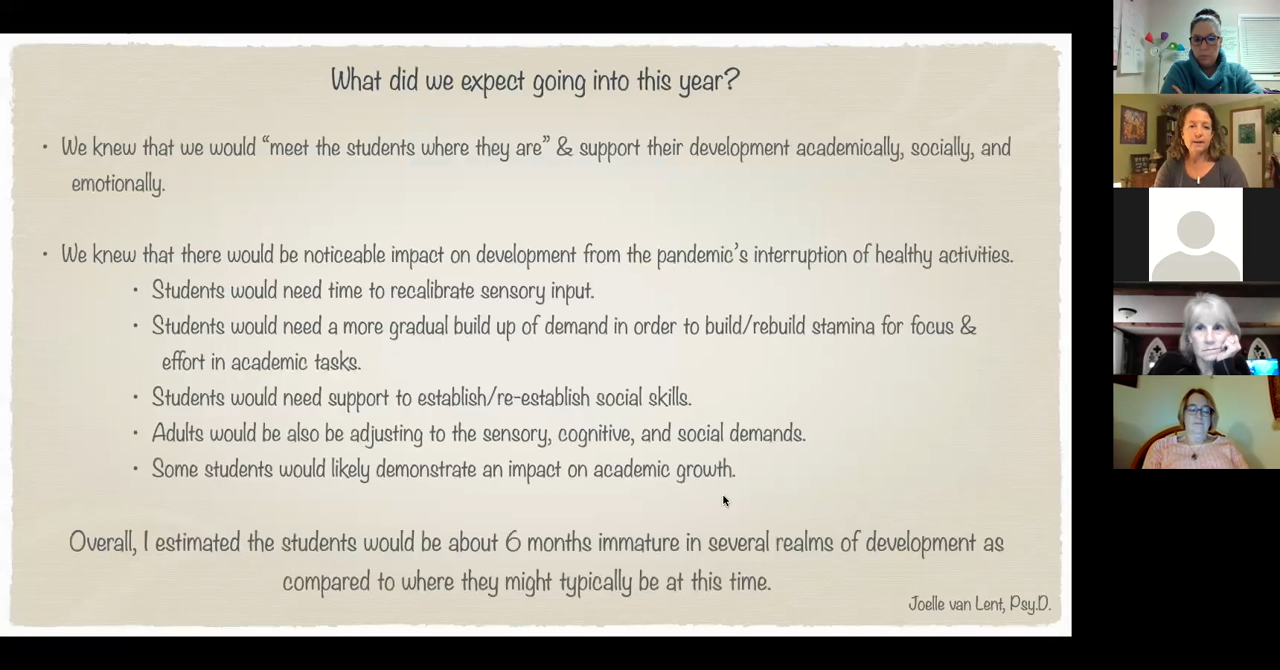 What did we expect going into this year?
• We knew that we would “meet the students where they are” & support their development academically, socially, and
emotionally.
• We knew that there would be noticeable impact on development from the pandemic’s interruption of healthy activities.
• Students would need time to recalibrate sensory input.
• Students would need a more gradual build up of demand in order to build/rebuild stamina for focus &
effort in academic tasks.
• Students would need support to establish/re-establish social skills.
• Adults would be also be adjusting to the sensory, cognitive, and social demands.
• Some students would likely demonstrate an impact on academic growth.
Overall, I estimated the students would be about 6 months immature in several realms of development as
compared to where they might typically be at this time.
Joelle van Lent, Psy.D.